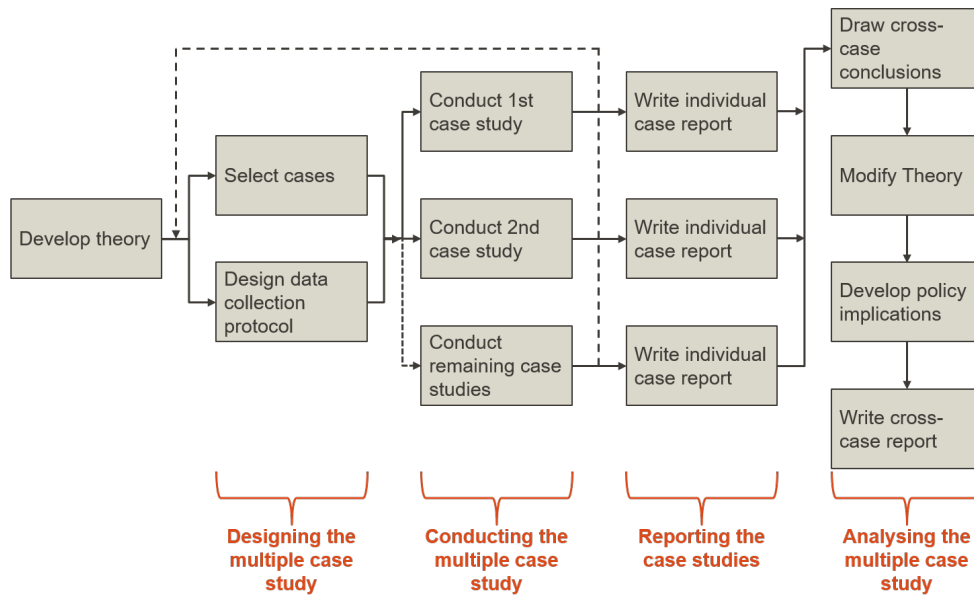 Develop theory
Select cases
Design data
collection
protocol
Conduct 1st
case study
Conduct 2nd
case study
Conduct
remaining case
studies
Write individual
case report
Write individual
case report
Write individual
case report
Draw cross-
case
conclusions
Modify Theory
Develop policy
implications
Write cross-
case report
Designing the
multiple case
study
Conducting the
multiple case
study
Reporting the
case studies
Analysing the
multiple case
study